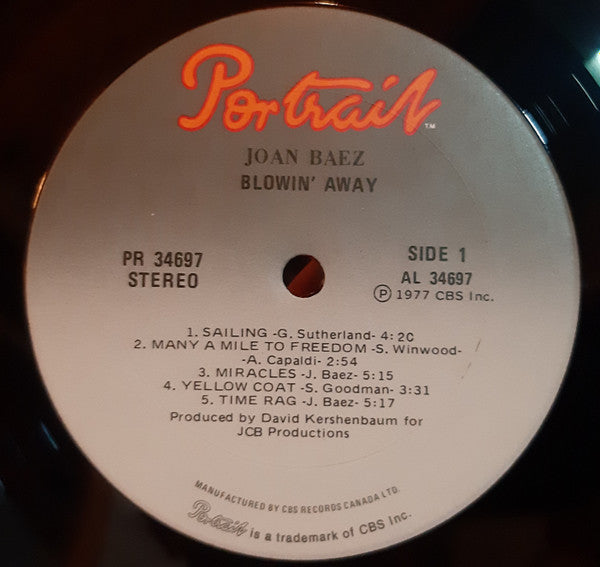 Portrait™
JOAN BAEZ
BLOWIN' AWAY
PR 34697
STEREO
SIDE 1
AL 34697
Ⓟ 1977 CBS Inc.
1. SAILING -G. Sutherland- 4:20
2. MANY A MILE TO FREEDOM -S. Winwood-
-A. Capaldi- 2:54
3. MIRACLES -J. Baez- 5:15
4. YELLOW COAT -S. Goodman- 3:31
5. TIME RAG -J. Baez- 5:17
Produced by David Kershenbaum for
JCB Productions
MANUFACTURED BY CBS RECORDS CANADA LTD.
Portrait is a trademark of CBS Inc.